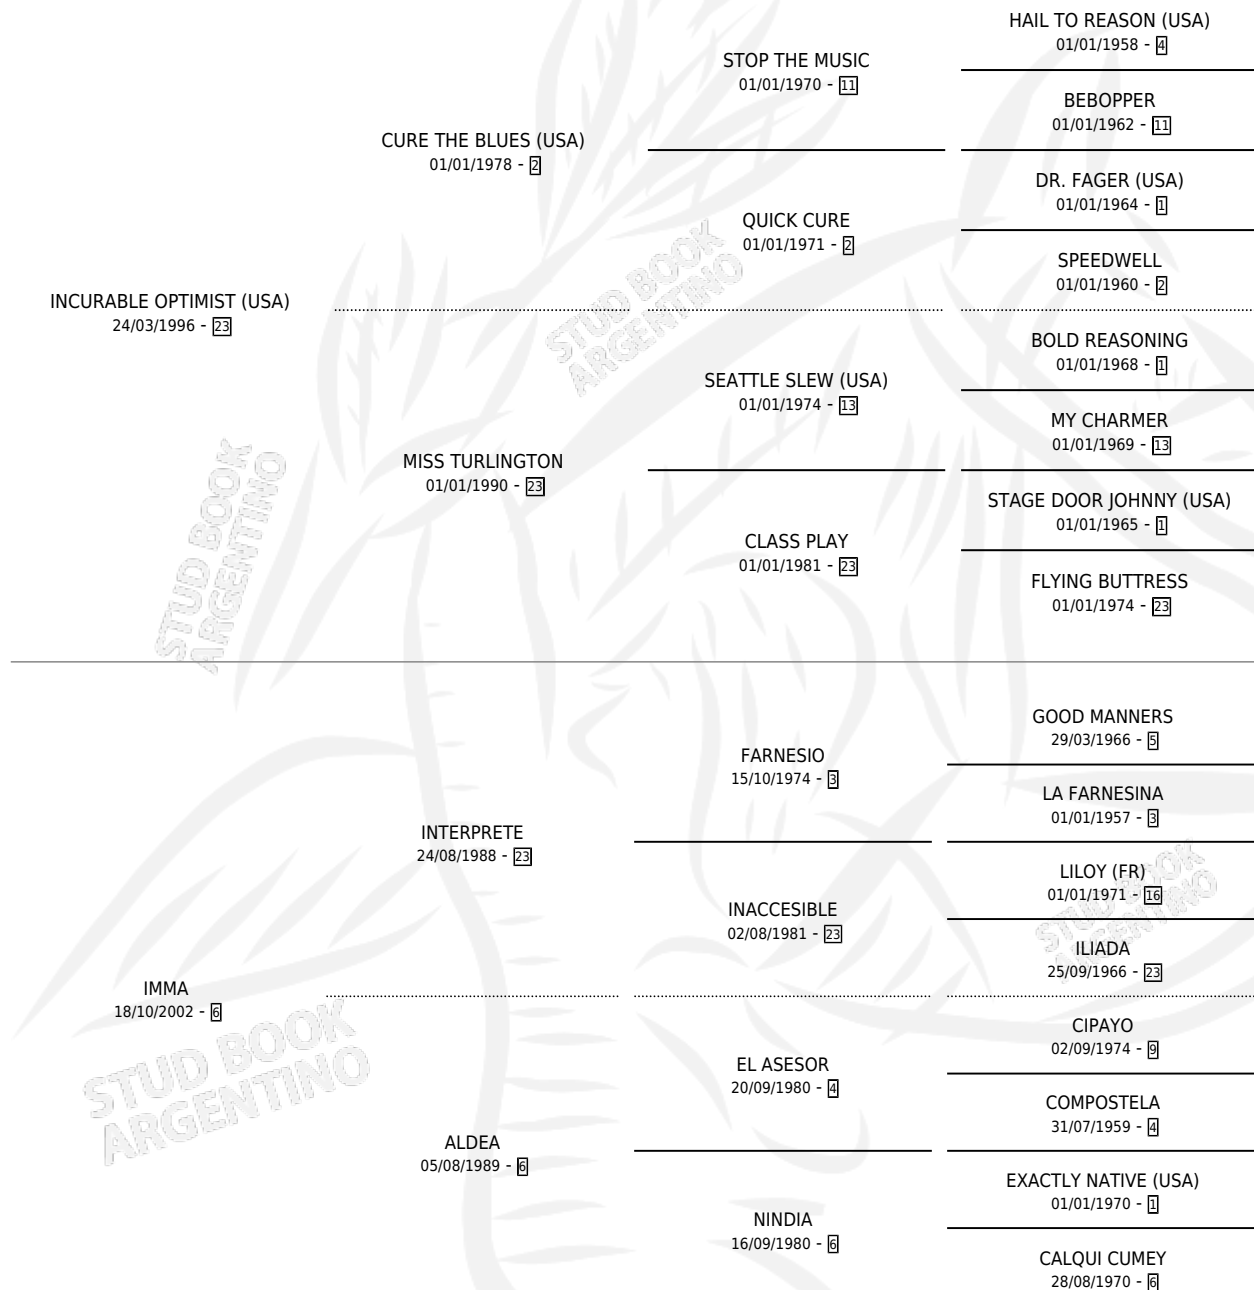 HAIL TO REASON (USA)
01/01/1958 - 4
STOP THE MUSIC
01/01/1970 - 11
BEBOPPER
01/01/1962 - 11
CURE THE BLUES (USA)
01/01/1978 - 2
DR. FAGER (USA)
01/01/1964 - 1
QUICK CURE
01/01/1971 - 2
SPEEDWELL
01/01/1960 - 2
INCURABLE OPTIMIST (USA)
24/03/1996 - 23
BOLD REASONING
01/01/1968 - 1
SEATTLE SLEW (USA)
01/01/1974 - 13
MY CHARMER
01/01/1969 - 13
MISS TURLINGTON
01/01/1990 - 23
STAGE DOOR JOHNNY (USA)
01/01/1965 - 1
CLASS PLAY
01/01/1981 - 23
FLYING BUTTRESS
01/01/1974 - 23
GOOD MANNERS
29/03/1966 - 5
FARNESIO
15/10/1974 - 3
LA FARNESINA
01/01/1957 - 3
INTERPRETE
24/08/1988 - 23
LILOY (FR)
01/01/1971 - 16
INACCESIBLE
02/08/1981 - 23
ILIADA
25/09/1966 - 23
IMMA
18/10/2002 - 6
CIPAYO
02/09/1974 - 9
EL ASESOR
20/09/1980 - 4
COMPOSTELA
31/07/1959 - 4
ALDEA
05/08/1989 - 6
EXACTLY NATIVE (USA)
01/01/1970 - 1
NINDIA
16/09/1980 - 6
CALQUI CUMEY
28/08/1970 - 6
STUD BOOK
ARGENTINO
STUD BOOK
ARGENTINO
STUD BOOK
ARGENTINO
STUD BOOK
ARGENTINO